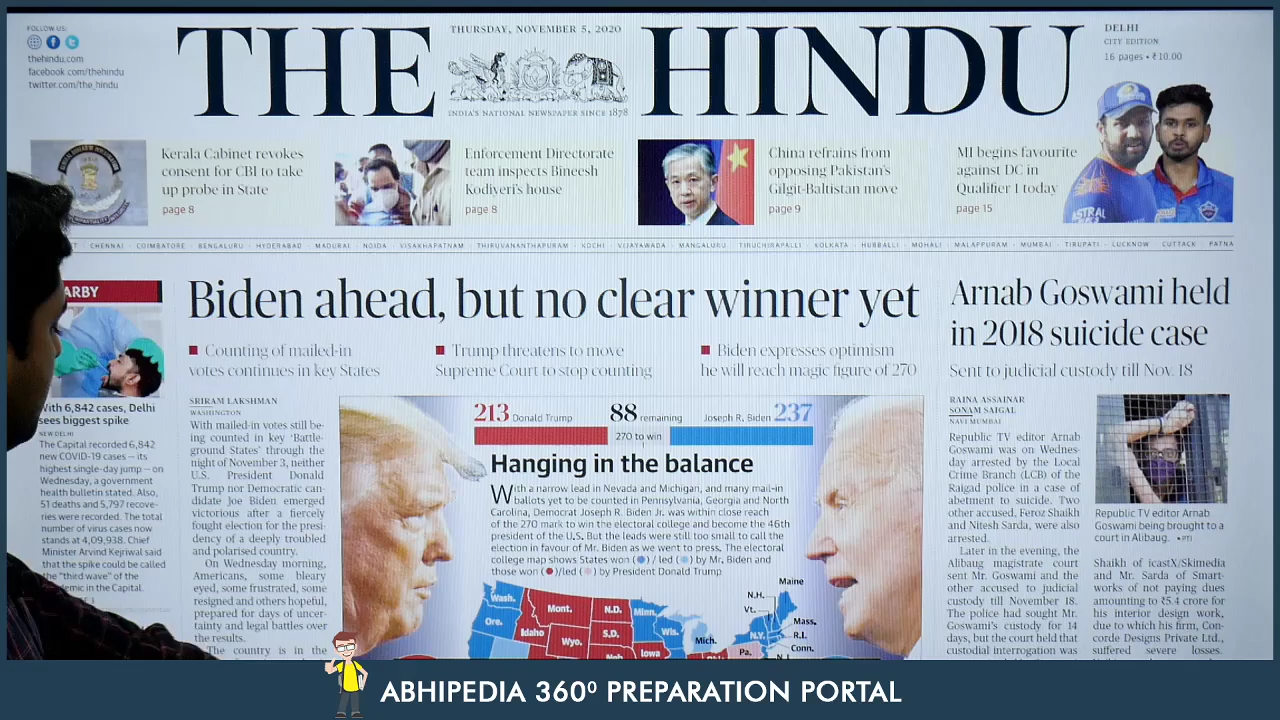 FOLLOW US:
thehindu.com
facebook.com/thehindu
twitter.com/the_hindu
THE HINDU
THURSDAY, NOVEMBER 5, 2020
INDIA'S NATIONAL NEWSPAPER SINCE 1878
DELHI
CITY EDITION
16 pages • ₹10.00
Kerala Cabinet revokes
consent for CBI to take
up probe in State
page 8
Enforcement Directorate
team inspects Bineesh
Kodiyeri's house
page 8
China refrains from
opposing Pakistan's
Gilgit-Baltistan move
page 9
MI begins favourite
against DC in
Qualifier 1 today
page 15
ASTRAL
CHENNAI · COIMBATORE · BENGALURU · HYDERABAD · MADURAI · NOIDA · VISAKHAPATNAM · THIRUVANANTHAPURAM · KOCHI · VIJAYAWADA · MANGALURU · TIRUCHIRAPALLI · KOLKATA · HUBBALLI · MOHALI · MALAPPURAM · MUMBAI · TIRUPATI · LUCKNOW · CUTTACK · PATNA
ARBY
With 6,842 cases, Delhi
sees biggest spike
NEW DELHI
The Capital recorded 6,842
new COVID-19 cases — its
highest single-day jump — on
Wednesday, a government
health bulletin stated. Also,
51 deaths and 5,797 recove-
ries were recorded. The total
number of virus cases now
stands at 4,09,938. Chief
Minister Arvind Kejriwal said
that the spike could be called
the "third wave" of the
demic in the Capital.
Biden ahead, but no clear winner yet
Counting of mailed-in
votes continues in key States
Trump threatens to move
Supreme Court to stop counting
Biden expresses optimism
he will reach magic figure of 270
SRIRAM LAKSHMAN
WASHINGTON
With mailed-in votes still be-
ing counted in key 'Battle-
ground States' through the
night of November 3, neither
U.S. President Donald
Trump nor Democratic can-
didate Joe Biden emerged
victorious after a fiercely
fought election for the presi-
dency of a deeply troubled
and polarised country.
On Wednesday morning,
Americans, some bleary
eyed, some frustrated, some
resigned and others hopeful,
prepared for days of uncer-
tainty and legal battles over
the results.
The country is in the
213 Donald Trump
88 remaining
Joseph R. Biden 237
270 to win
Hanging in the balance
With a narrow lead in Nevada and Michigan, and many mail-in
ballots yet to be counted in Pennsylvania, Georgia and North
Carolina, Democrat Joseph R. Biden Jr. was within close reach
of the 270 mark to win the electoral college and become the 46th
president of the U.S. But the leads were still too small to call the
election in favour of Mr. Biden as we went to press. The electoral
college map shows States won ( ) / led ( ) by Mr. Biden and
those won ( )/led ( ) by President Donald Trump
Maine
N.H.
Vt.
Mass.
R.I.
Conn.
Wash.
Ore.
Idaho
Mont.
Wyo.
N.D.
S.D.
Neb
Minn.
Iowa
Wis.
Mich.
N.Y.
Pa.
Arnab Goswami held
in 2018 suicide case
Sent to judicial custody till Nov. 18
RAINA ASSAINAR
SONAM SAIGAL
NAVI MUMBAI
Republic TV editor Arnab
Goswami was on Wednes-
day arrested by the Local
Crime Branch (LCB) of the
Raigad police in a case of
abetment to suicide. Two
other accused, Feroz Shaikh
and Nitesh Sarda, were also
arrested.
Later in the evening, the
Alibaug magistrate court
sent Mr. Goswami and the
other accused to judicial
custody till November 18.
The police had sought Mr.
Goswami's custody for 14
days, but the court held that
custodial interrogation was
Republic TV editor Arnab
Goswami being brought to a
court in Alibaug. • PTI
Shaikh of icastX/Skimedia
and Mr. Sarda of Smart-
works of not paying dues
amounting to ₹5.4 crore for
his interior design work,
due to which his firm, Con-
corde Designs Private Ltd.,
suffered severe losses.
ABHIPEDIA 360⁰ PREPARATION PORTAL